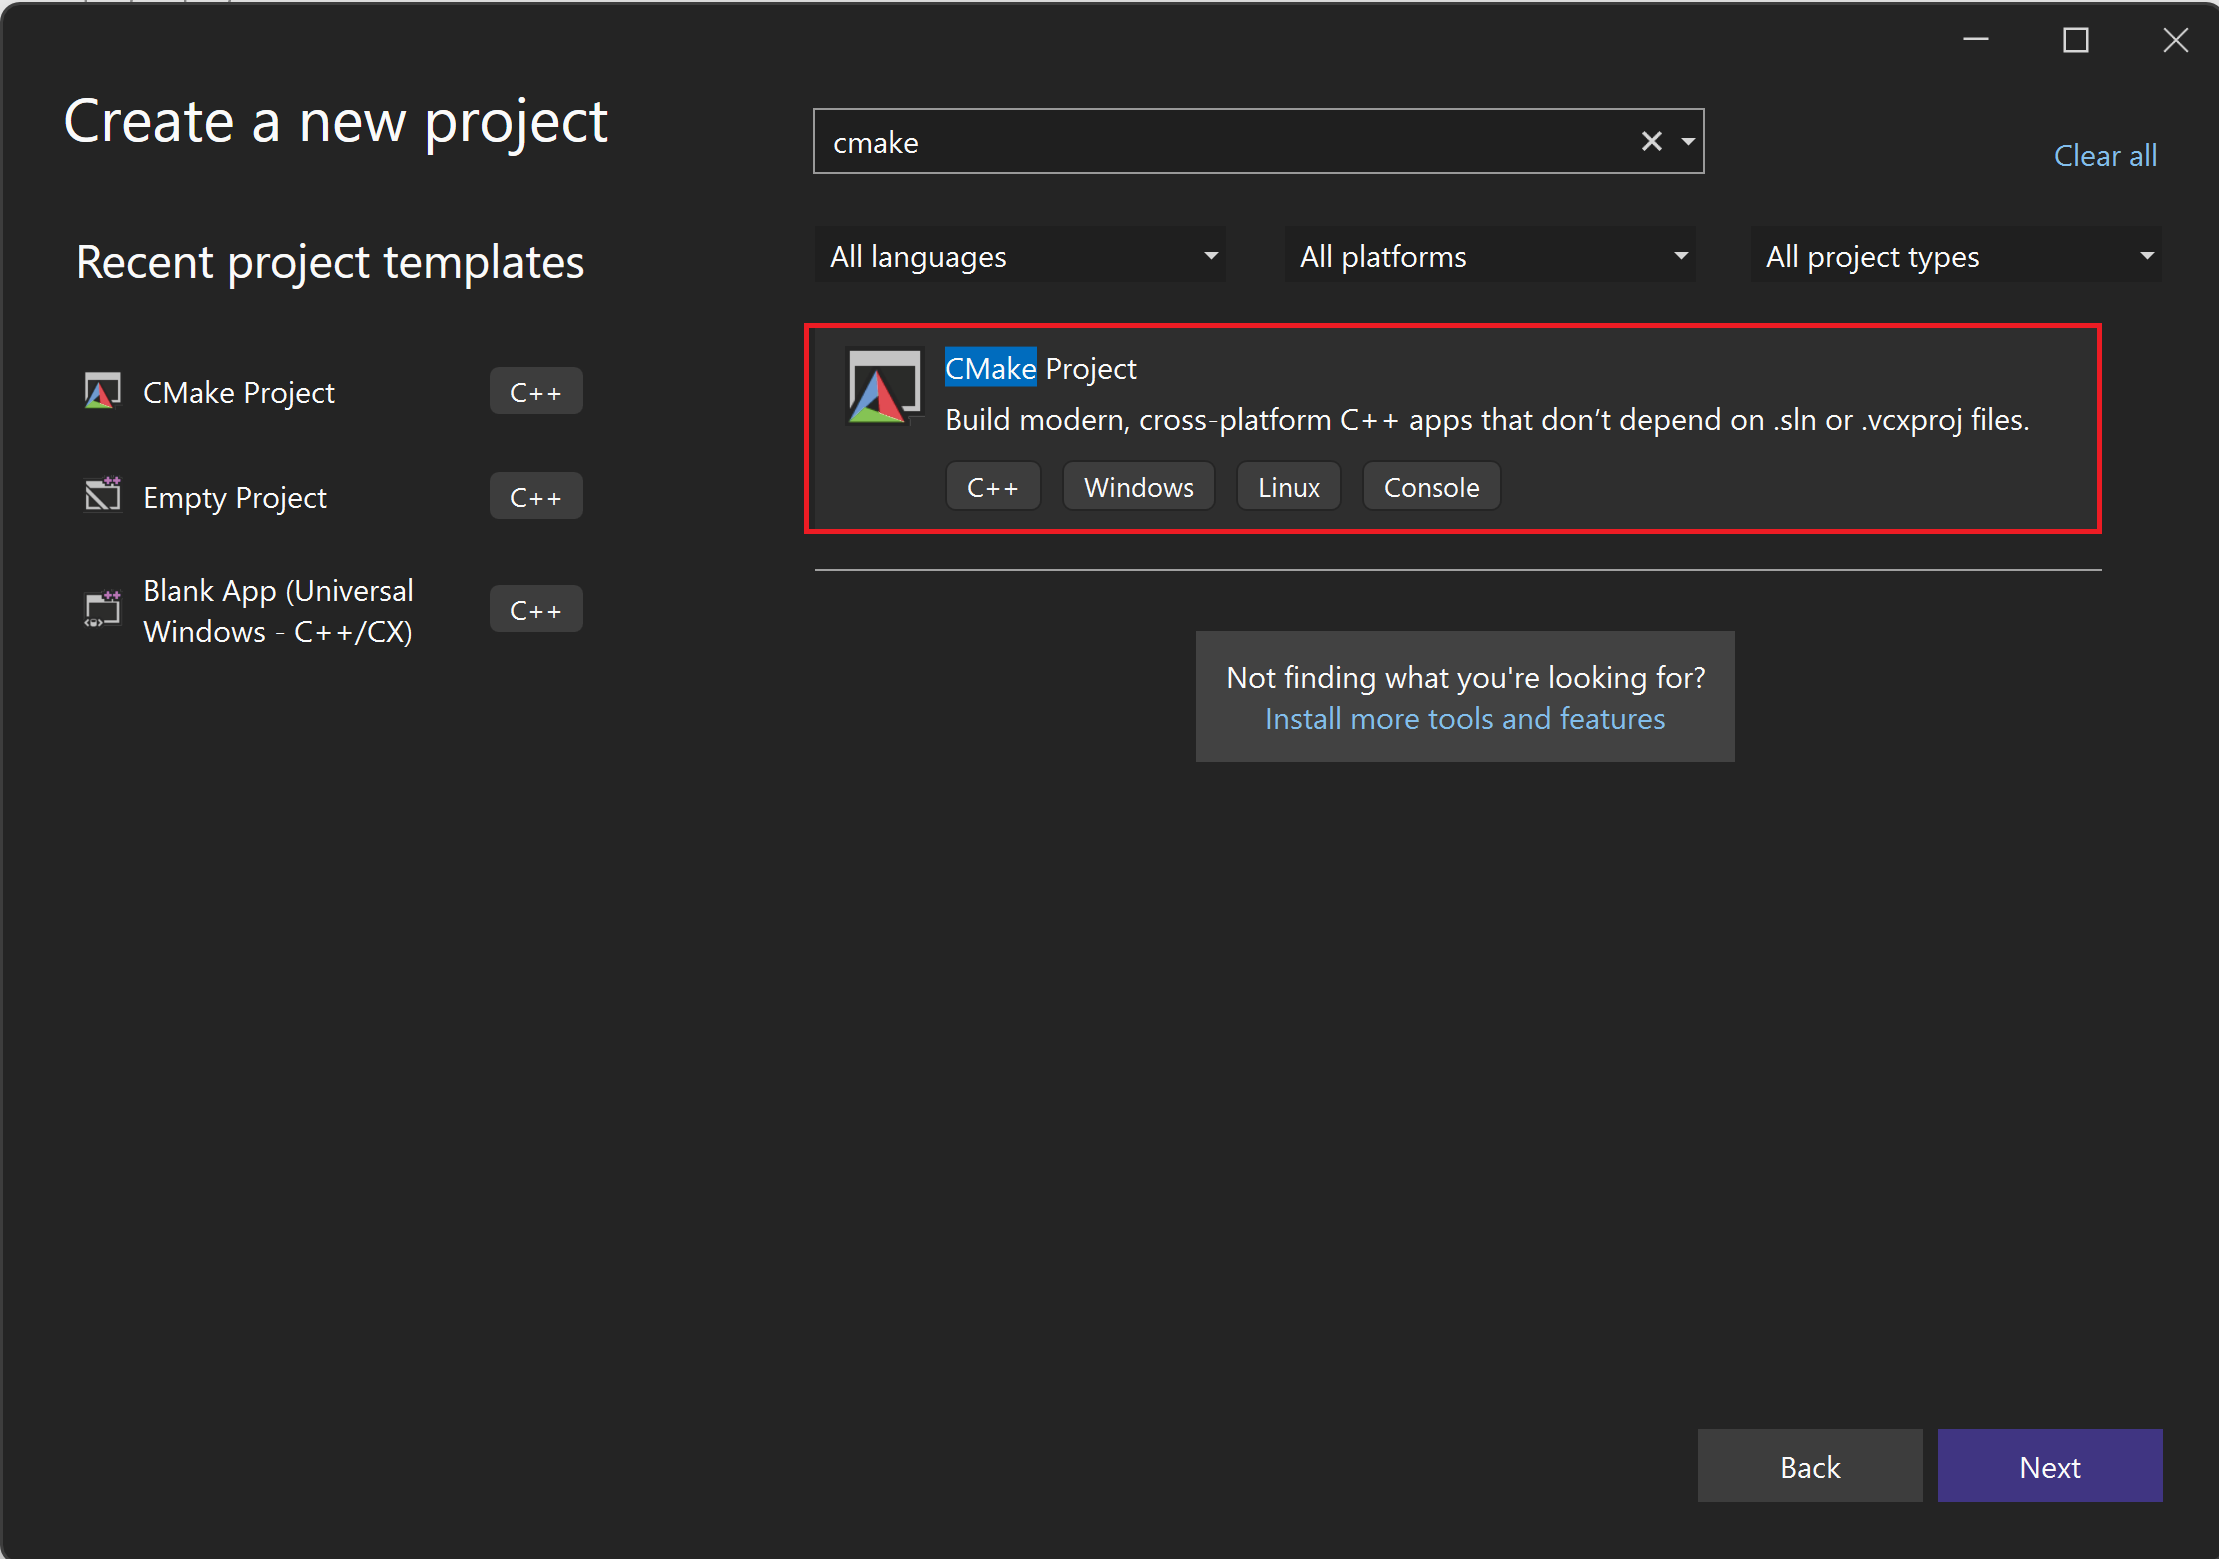 Create a new project
cmake
Clear all
All languages
All platforms
All project types
Recent project templates
CMake Project
C++
Empty Project
C++
Blank App (Universal
Windows - C++/CX)
C++
CMake Project
Build modern, cross-platform C++ apps that don’t depend on .sln or .vcxproj files.
C++
Windows
Linux
Console
Not finding what you're looking for?
Install more tools and features
Back
Next